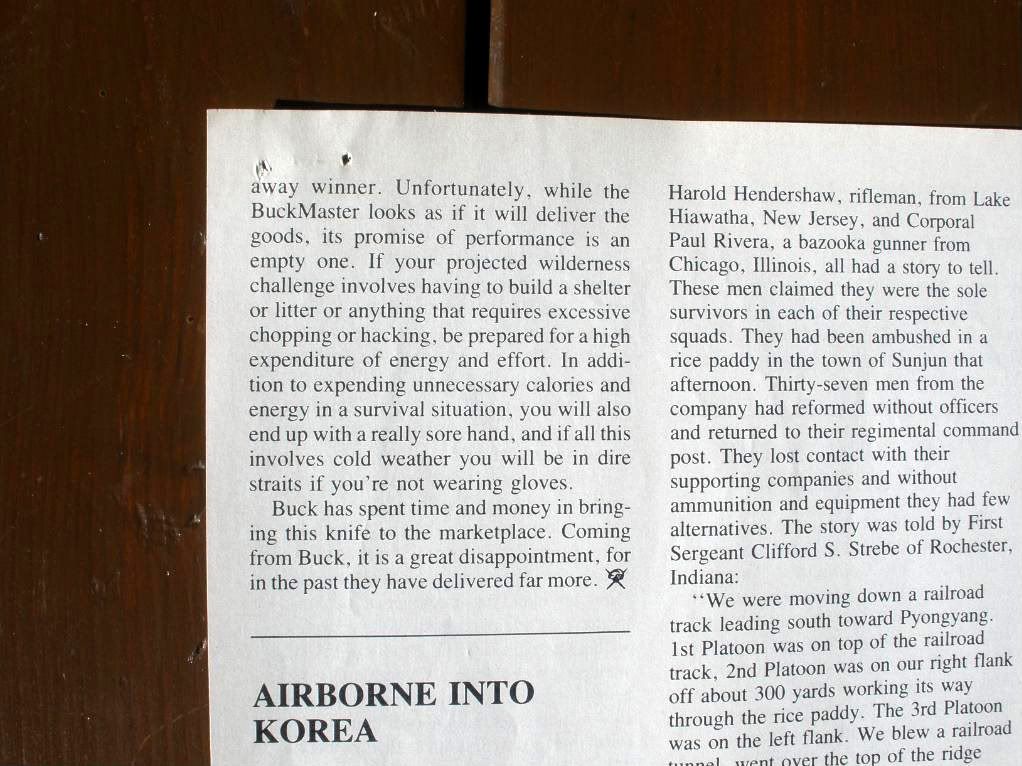 away winner. Unfortunately, while the
BuckMaster looks as if it will deliver the
goods, its promise of performance is an
empty one. If your projected wilderness
challenge involves having to build a shelter
or litter or anything that requires excessive
chopping or hacking, be prepared for a high
expenditure of energy and effort. In addi-
tion to expending unnecessary calories and
energy in a survival situation, you will also
end up with a really sore hand, and if all this
involves cold weather you will be in dire
straits if you're not wearing gloves.
Buck has spent time and money in bring-
ing this knife to the marketplace. Coming
from Buck, it is a great disappointment, for
in the past they have delivered far more.
AIRBORNE INTO
KOREA
Harold Hendershaw, rifleman, from Lake
Hiawatha, New Jersey, and Corporal
Paul Rivera, a bazooka gunner from
Chicago, Illinois, all had a story to tell.
These men claimed they were the sole
survivors in each of their respective
squads. They had been ambushed in a
rice paddy in the town of Sunjun that
afternoon. Thirty-seven men from the
company had reformed without officers
and returned to their regimental command
post. They lost contact with their
supporting companies and without
ammunition and equipment they had few
alternatives. The story was told by First
Sergeant Clifford S. Strebe of Rochester,
Indiana:
"We were moving down a railroad
track leading south toward Pyongyang.
1st Platoon was on top of the railroad
track, 2nd Platoon was on our right flank
off about 300 yards working its way
through the rice paddy. The 3rd Platoon
was on the left flank. We blew a railroad
tunnel, went over the top of the ridge